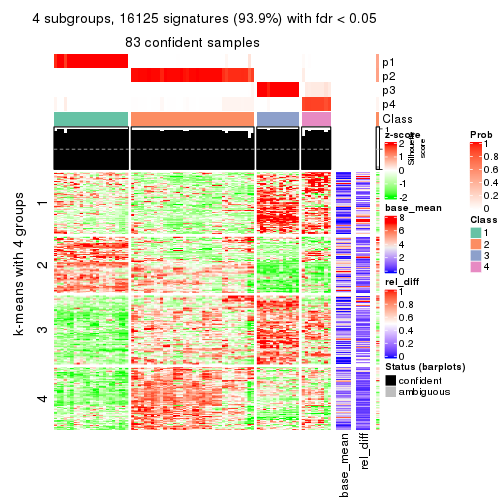 4 subgroups, 16125 signatures (93.9%) with fdr < 0.05
83 confident samples
p1
p2
p3
p4
Class
1
Silhouette
score
k-means with 4 groups
1
2
3
4
base_mean
rel_diff
z-score
2
1
0
-1
-2
base_mean
8
6
4
2
0
rel_diff
1
0.8
0.6
0.4
0.2
0
Status (barplots)
confident
ambiguous
Prob
1
0.8
0.6
0.4
0.2
0
Class
1
2
3
4